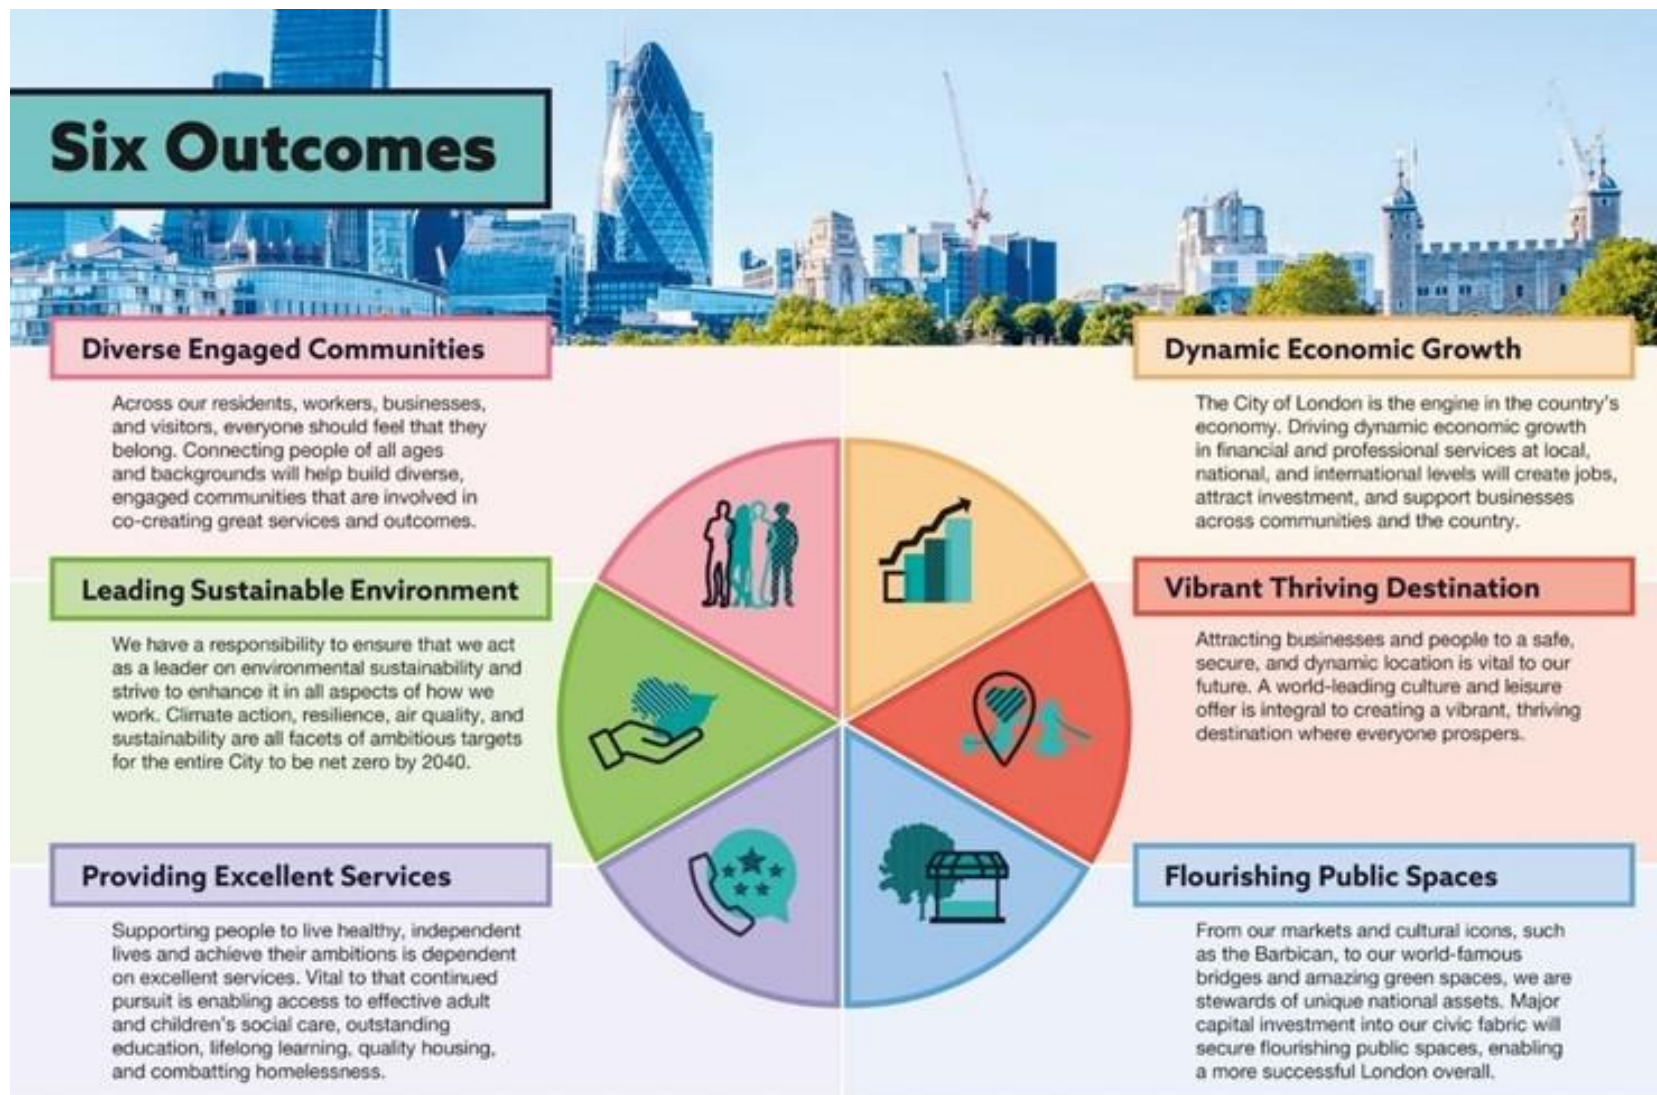 Six Outcomes
Diverse Engaged Communities
Across our residents, workers, businesses,
and visitors, everyone should feel that they
belong. Connecting people of all ages
and backgrounds will help build diverse,
engaged communities that are involved in
co-creating great services and outcomes.
Leading Sustainable Environment
We have a responsibility to ensure that we act
as a leader on environmental sustainability and
strive to enhance it in all aspects of how we
work. Climate action, resilience, air quality, and
sustainability are all facets of ambitious targets
for the entire City to be net zero by 2040.
Providing Excellent Services
Supporting people to live healthy, independent
lives and achieve their ambitions is dependent
on excellent services. Vital to that continued
pursuit is enabling access to effective adult
and children's social care, outstanding
education, lifelong learning, quality housing,
and combatting homelessness.
Dynamic Economic Growth
The City of London is the engine in the country's
economy. Driving dynamic economic growth
in financial and professional services at local,
national, and international levels will create jobs,
attract investment, and support businesses
across communities and the country.
Vibrant Thriving Destination
Attracting businesses and people to a safe,
secure, and dynamic location is vital to our
future. A world-leading culture and leisure
offer is integral to creating a vibrant, thriving
destination where everyone prospers.
Flourishing Public Spaces
From our markets and cultural icons, such
as the Barbican, to our world-famous
bridges and amazing green spaces, we are
stewards of unique national assets. Major
capital investment into our civic fabric will
secure flourishing public spaces, enabling
a more successful London overall.